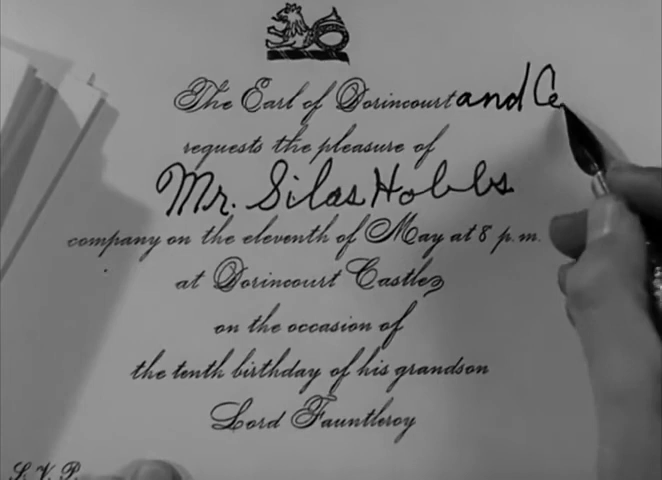 The Earl of Dorincourt and Ce
requests the pleasure of
Mr. Silas Hobbs
company on the eleventh of May at 8 p.m.
at Dorincourt Castle
on the occasion of
the tenth birthday of his grandson
Lord Fauntleroy
S. V. P.